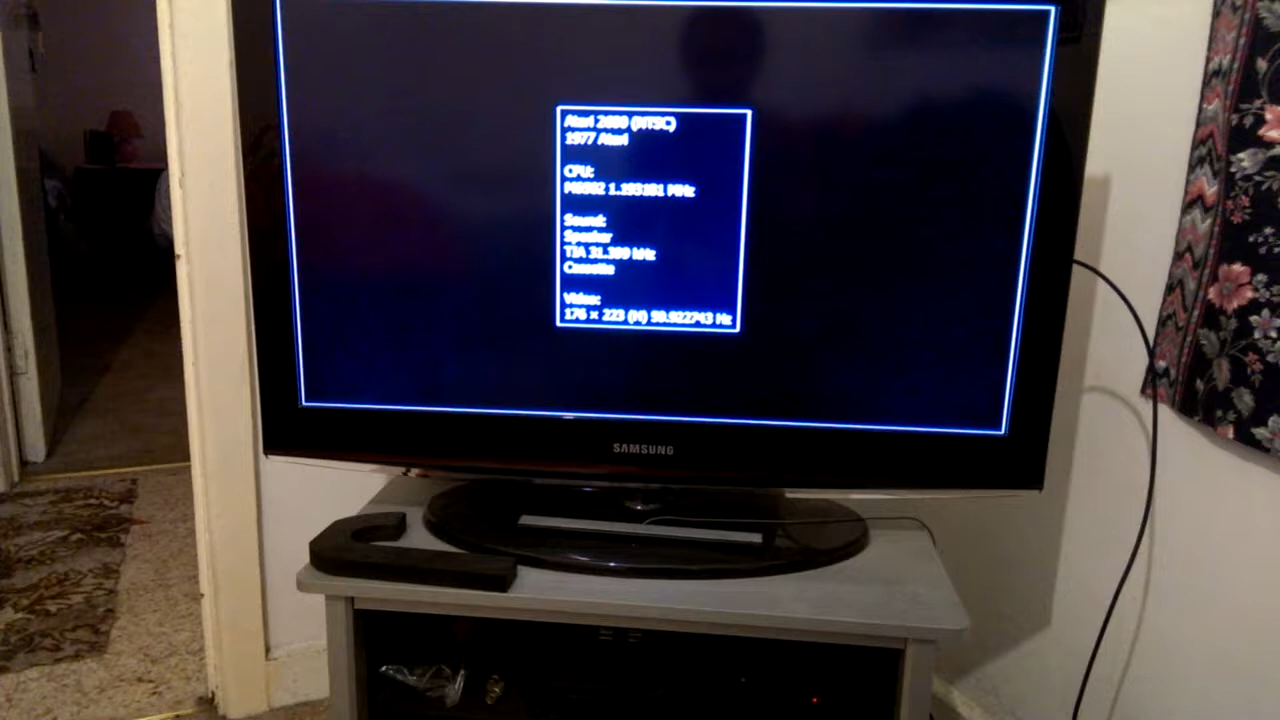 Atari 2600 (NTSC)
1977 Atari
CPU:
M6502 1.193181 MHz
Sound:
Speaker
TIA 31.399 kHz
Cassette
Video:
176 × 223 (H) 59.922743 Hz
SAMSUNG